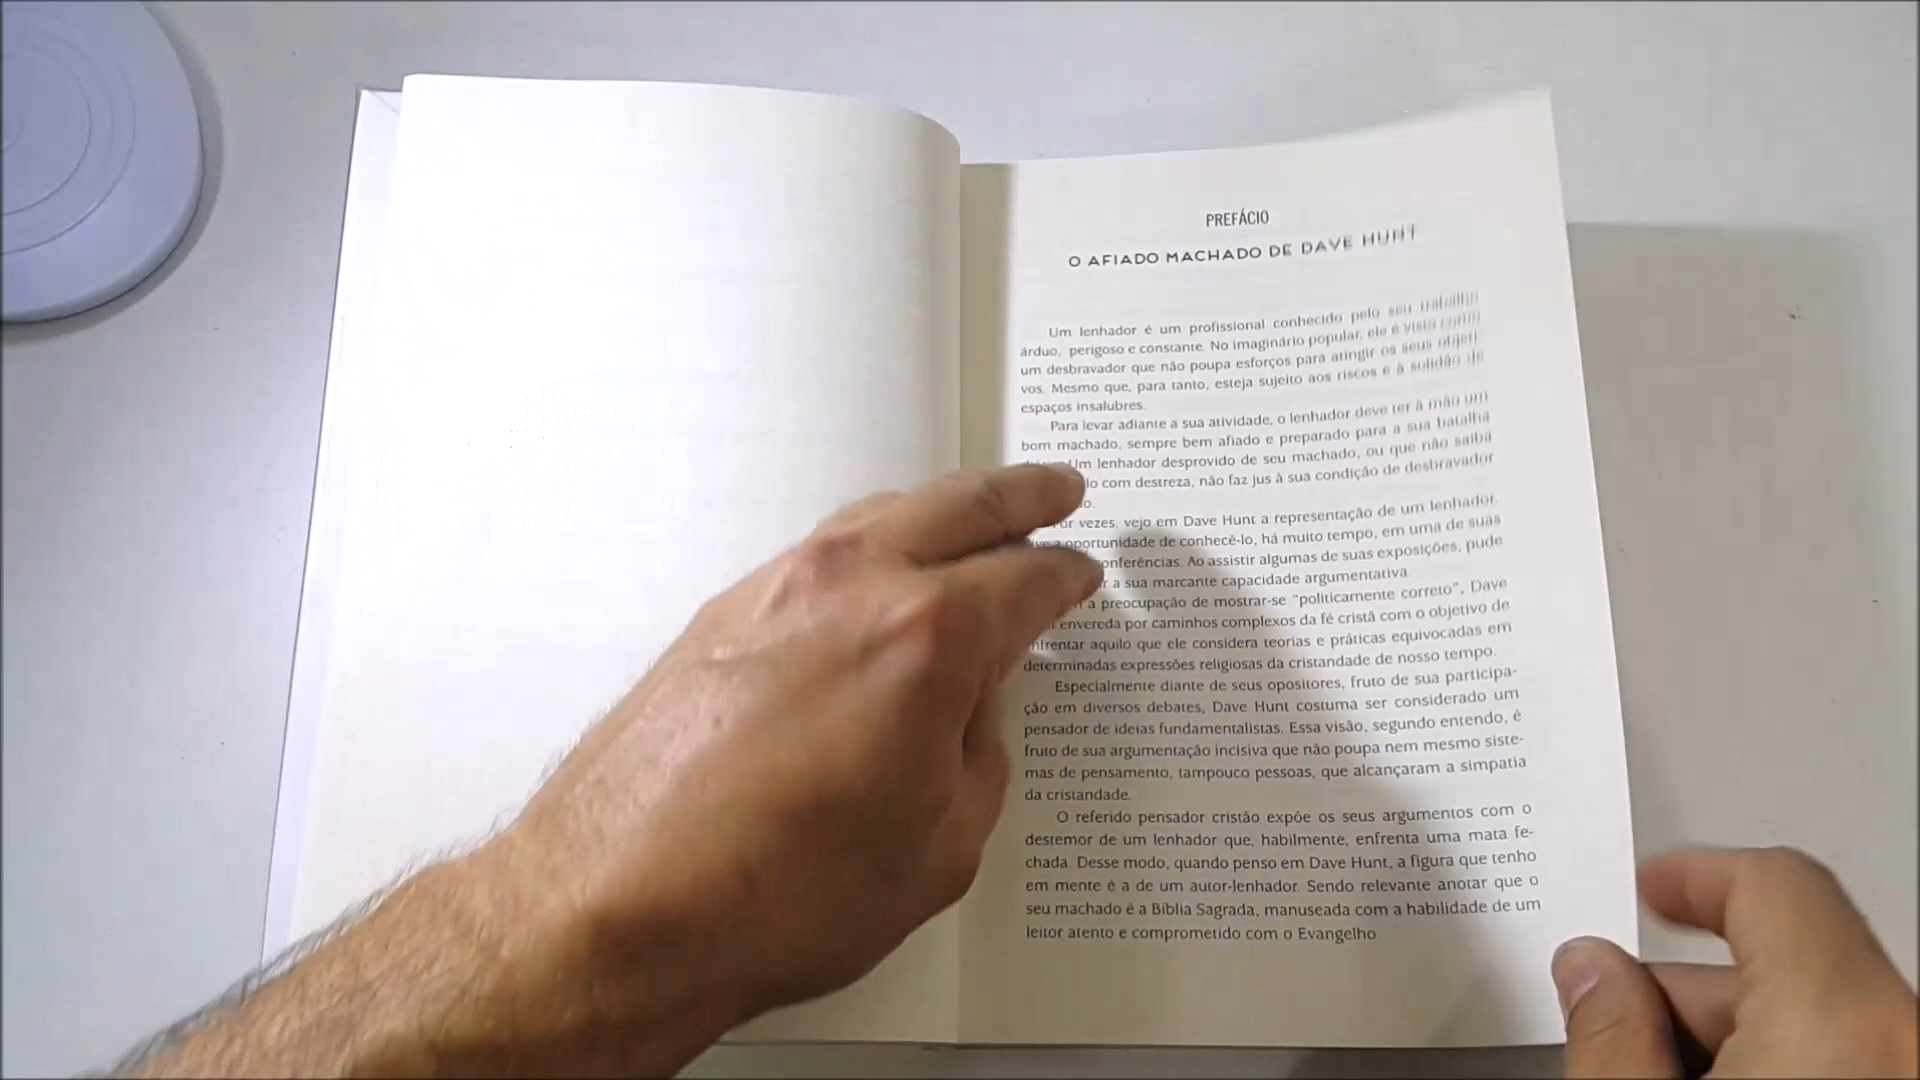 PREFÁCIO
O AFIADO MACHADO DE DAVE HUNT
Um lenhador é um profissional conhecido pelo seu trabalho
árduo, perigoso e constante. No imaginário popular, ele é visto como
um desbravador que não poupa esforços para atingir os seus objeti-
vos. Mesmo que, para tanto, esteja sujeito aos riscos e à solidão de
espaços insalubres.
Para levar adiante a sua atividade, o lenhador deve ter à mão um
bom machado, sempre bem afiado e preparado para a sua batalha
Um lenhador desprovido de seu machado, ou que não saiba
lo com destreza, não faz jus à sua condição de desbravador
vezes, vejo em Dave Hunt a representação de um lenhador.
a oportunidade de conhecê-lo, há muito tempo, em uma de suas
onferências. Ao assistir algumas de suas exposições, pude
r a sua marcante capacidade argumentativa.
a preocupação de mostrar-se "politicamente correto", Dave
envereda por caminhos complexos da fé cristã com o objetivo de
enfrentar aquilo que ele considera teorias e práticas equivocadas em
determinadas expressões religiosas da cristandade de nosso tempo.
Especialmente diante de seus opositores, fruto de sua participa-
ção em diversos debates, Dave Hunt costuma ser considerado um
pensador de ideias fundamentalistas. Essa visão, segundo entendo, é
fruto de sua argumentação incisiva que não poupa nem mesmo siste-
mas de pensamento, tampouco pessoas, que alcançaram a simpatia
da cristandade.
O referido pensador cristão expõe os seus argumentos com o
destemor de um lenhador que, habilmente, enfrenta uma mata fe-
chada. Desse modo, quando penso em Dave Hunt, a figura que tenho
em mente é a de um autor-lenhador. Sendo relevante anotar que o
seu machado é a Bíblia Sagrada, manuseada com a habilidade de um
leitor atento e comprometido com o Evangelho.